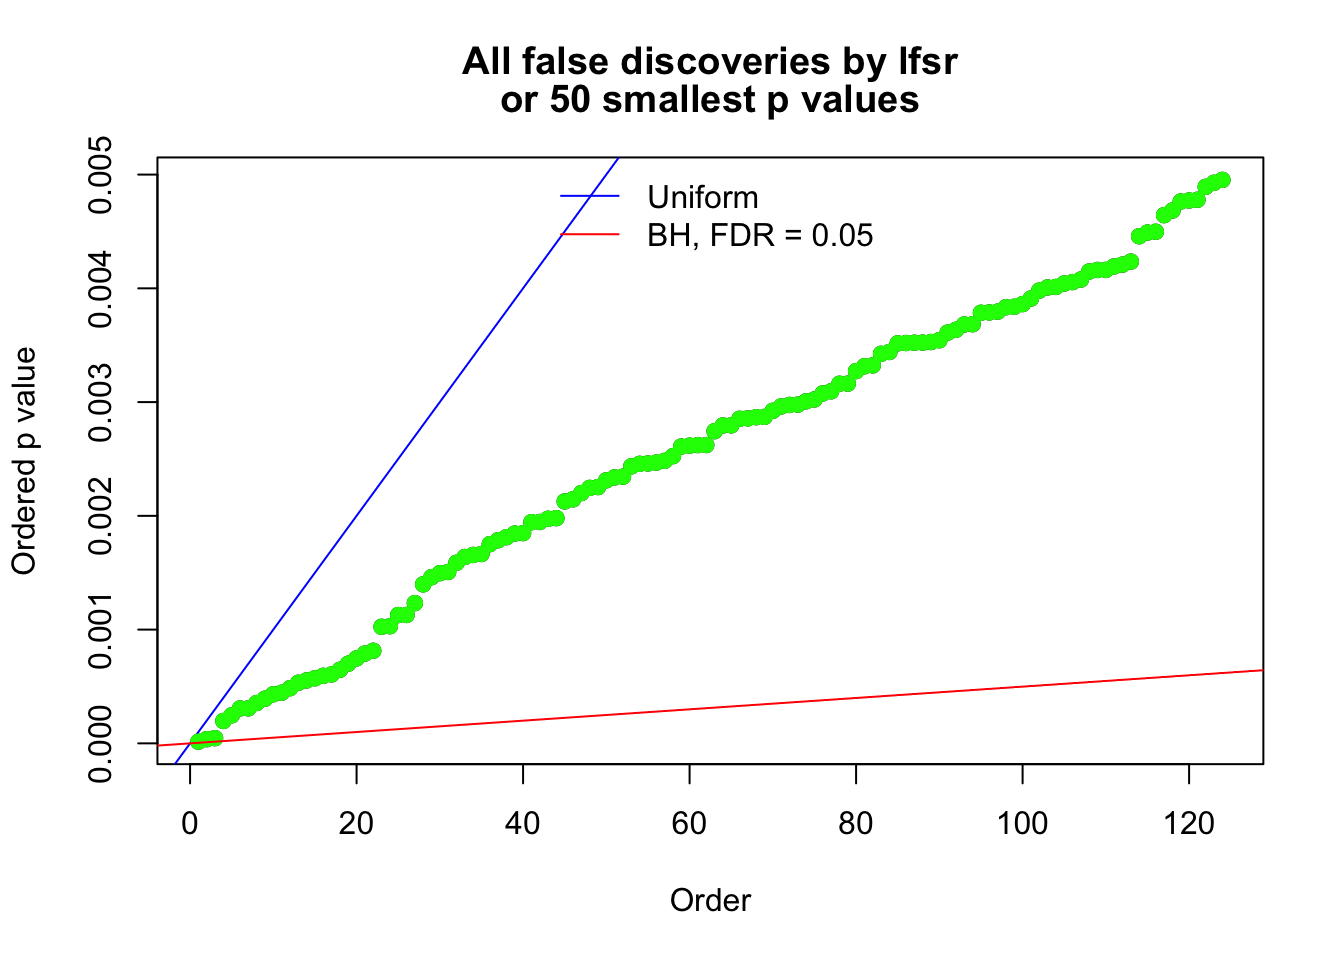 All false discoveries by lfsr
or 50 smallest p values
Uniform
BH, FDR = 0.05
0.005
0.004
0.003
0.002
0.001
0.000
Ordered p value
0 20 40 60 80 100 120
Order